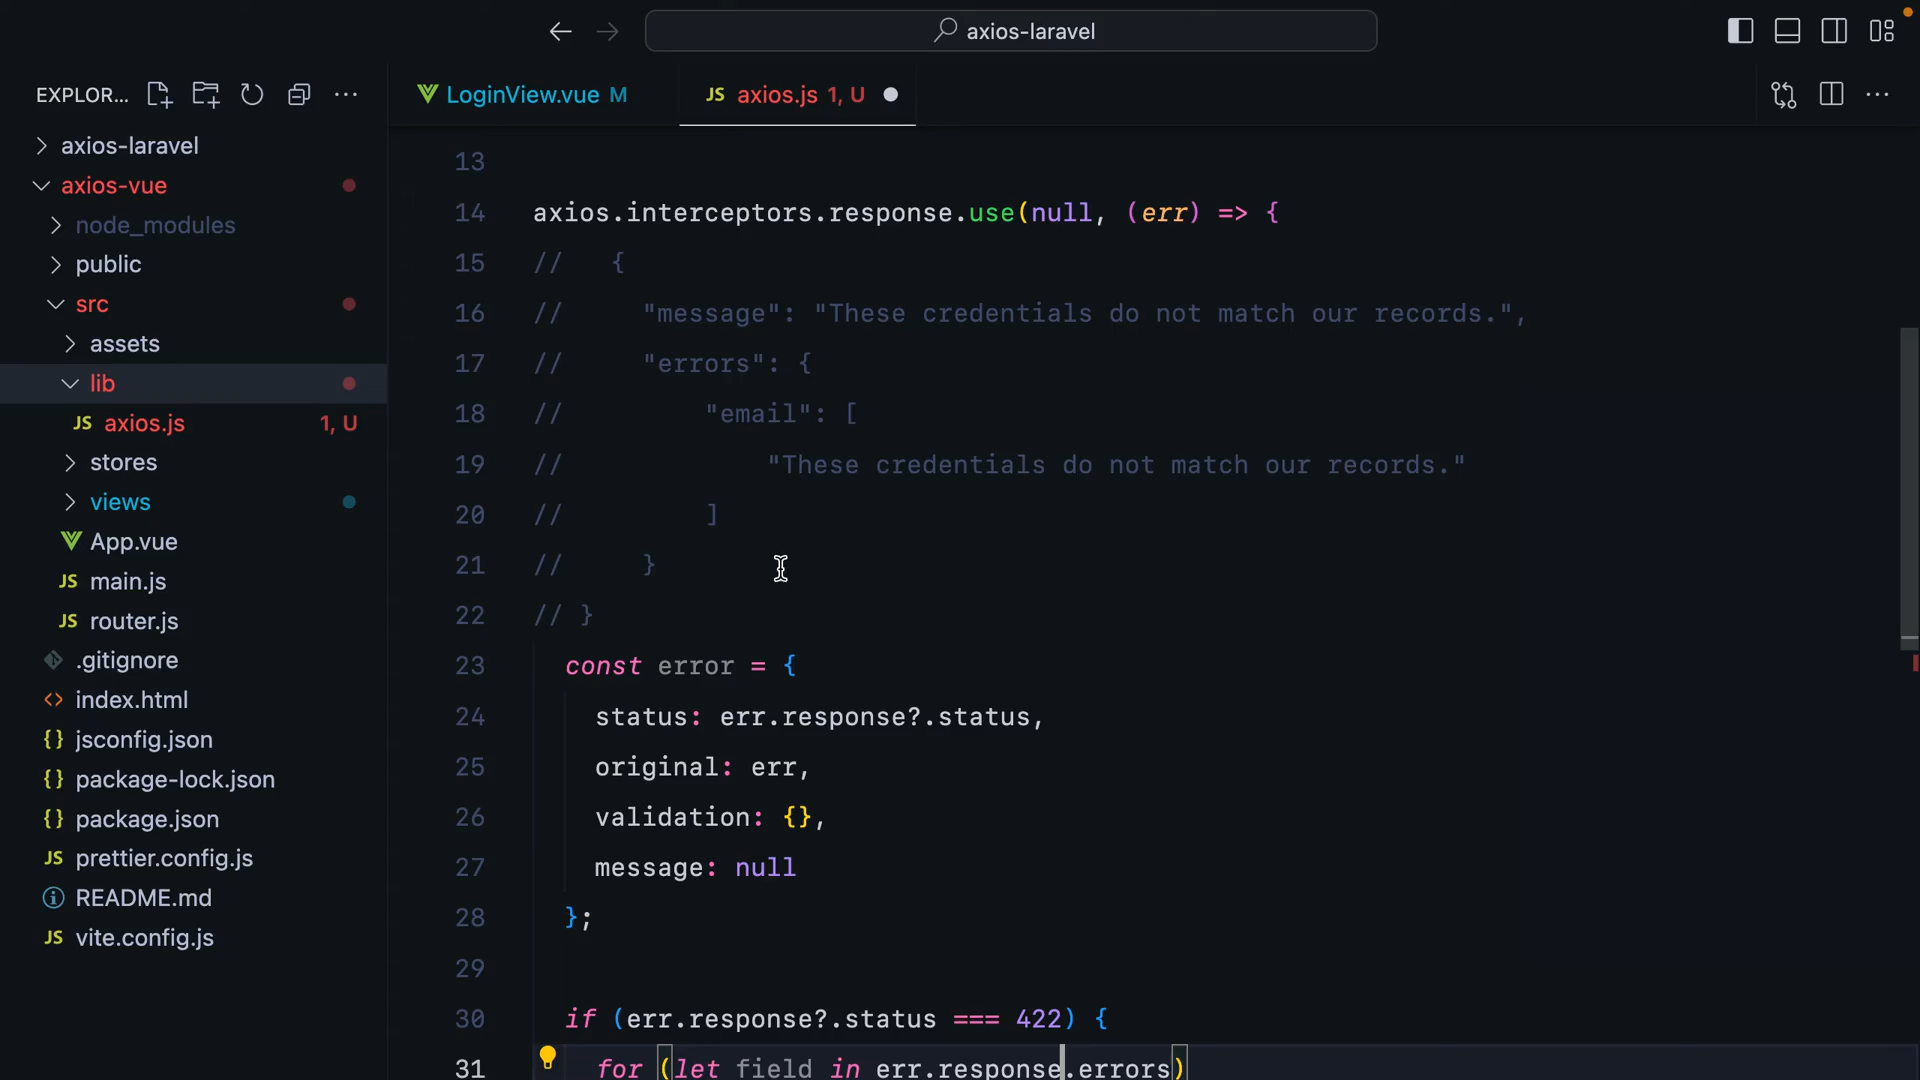 axios-laravel
EXPLOR...
LoginView.vue M
JS axios.js 1, U
axios-laravel
axios-vue
node_modules
public
src
assets
lib
JS axios.js 1, U
stores
views
App.vue
JS main.js
JS router.js
.gitignore
<> index.html
{} jsconfig.json
{} package-lock.json
{} package.json
JS prettier.config.js
README.md
JS vite.config.js
13
14 axios.interceptors.response.use(null, (err) => {
15 // {
16 // "message": "These credentials do not match our records.",
17 // "errors": {
18 // "email": [
19 // "These credentials do not match our records."
20 // ]
21 // }
22 // }
23 const error = {
24 status: err.response?.status,
25 original: err,
26 validation: {},
27 message: null
28 };
29
30 if (err.response?.status === 422) {
31 for (let field in err.response.errors)